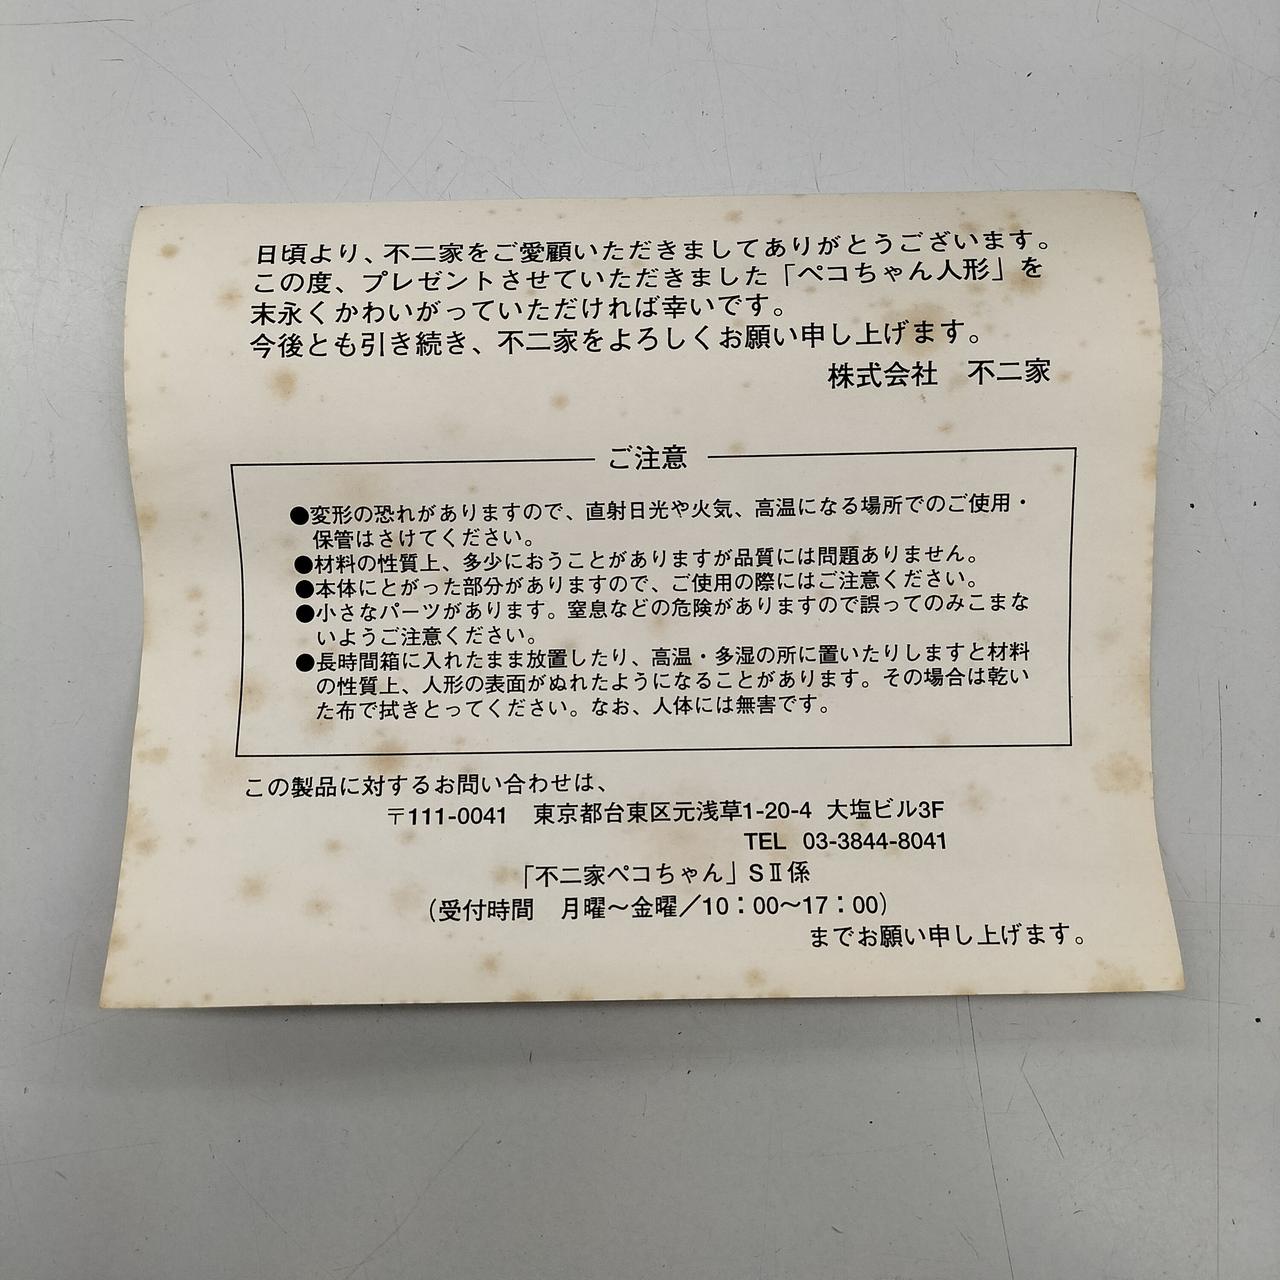 日頃より、不二家をご愛顧いただきましてありがとうございます。
この度、プレゼントさせていただきました「ペコちゃん人形」を
末永くかわいがっていただければ幸いです。
今後とも引き続き、不二家をよろしくお願い申し上げます。
株式会社　不二家
ご注意
●変形の恐れがありますので、直射日光や火気、高温になる場所でのご使用・
保管はさけてください。
●材料の性質上、多少におうことがありますが品質には問題ありません。
●本体にとがった部分がありますので、ご使用の際にはご注意ください。
●小さなパーツがあります。窒息などの危険がありますので誤ってのみこまな
いようご注意ください。
●長時間箱に入れたまま放置したり、高温・多湿の所に置いたりしますと材料
の性質上、人形の表面がぬれたようになることがあります。その場合は乾い
た布で拭きとってください。なお、人体には無害です。
この製品に対するお問い合わせは、
〒111-0041　東京都台東区元浅草1-20-4 大塩ビル3F
TEL 03-3844-8041
「不二家ペコちゃん」SⅡ係
（受付時間　月曜～金曜／10：00～17：00）
までお願い申し上げます。